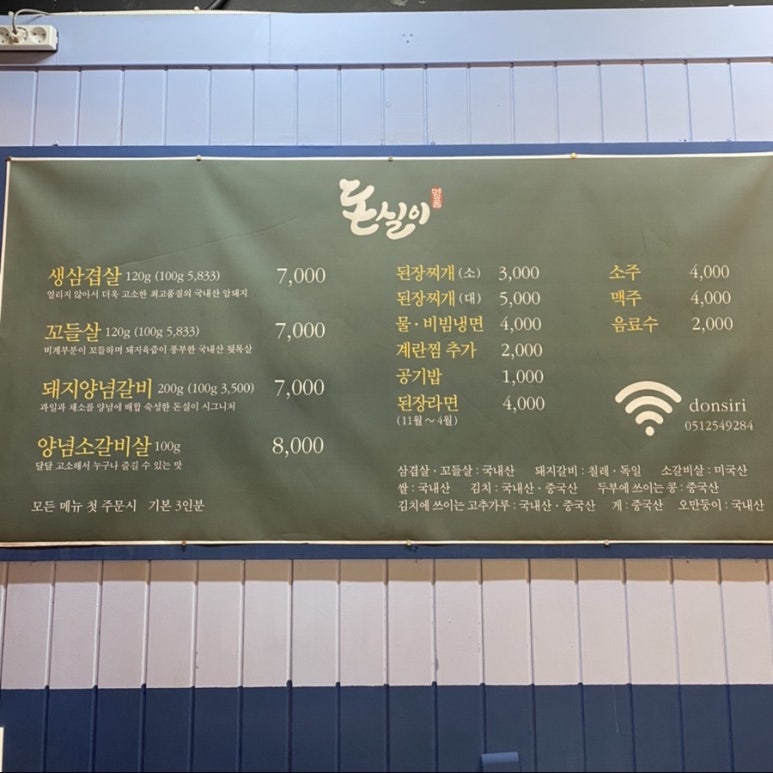 돈실이
명품
생삼겹살 120g (100g 5,833) 7,000
얼리지 않아서 더욱 고소한 최고품질의 국내산 암돼지
꼬들살 120g (100g 5,833) 7,000
비계부분이 꼬들하며 돼지육즙이 풍부한 국내산 뒷목살
돼지양념갈비 200g (100g 3,500) 7,000
과일과 채소를 양념에 배합 숙성한 돈실이 시그니처
양념소갈비살 100g 8,000
달달 고소해서 누구나 즐길 수 있는 맛
모든 메뉴 첫 주문시 기본 3인분
된장찌개 (소) 3,000
된장찌개 (대) 5,000
물·비빔냉면 4,000
계란찜 추가 2,000
공기밥 1,000
된장라면 4,000
(11월~4월)
소주 4,000
맥주 4,000
음료수 2,000
donsiri
0512549284
삼겹살·꼬들살 : 국내산 돼지갈비 : 칠레·독일 소갈비살 : 미국산
쌀 : 국내산 김치 : 국내산·중국산 두부에 쓰이는 콩 : 중국산
김치에 쓰이는 고추가루 : 국내산·중국산 게 : 중국산 오만둥이 : 국내산